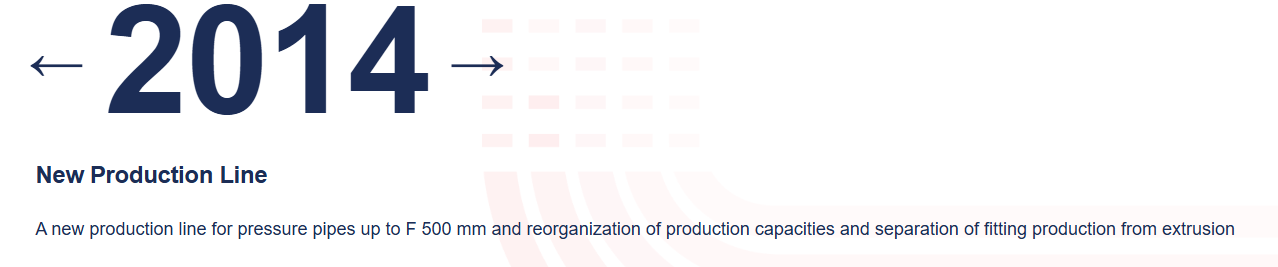 ← 2014 →
New Production Line
A new production line for pressure pipes up to F 500 mm and reorganization of production capacities and separation of fitting production from extrusion